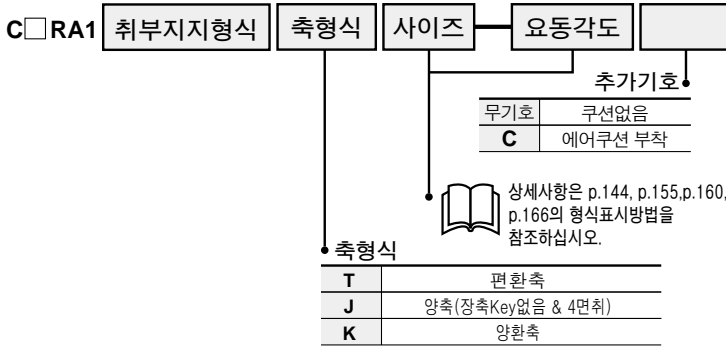 C□RA1 취부지지형식 축형식 사이즈 요동각도
추가기호
무기호 쿠션없음
C 에어쿠션 부착
상세사항은 p.144, p.155,p.160,
p.166의 형식표시방법을
참조하십시오.
축형식
T 편환축
J 양축(장축Key없음 & 4면취)
K 양환축